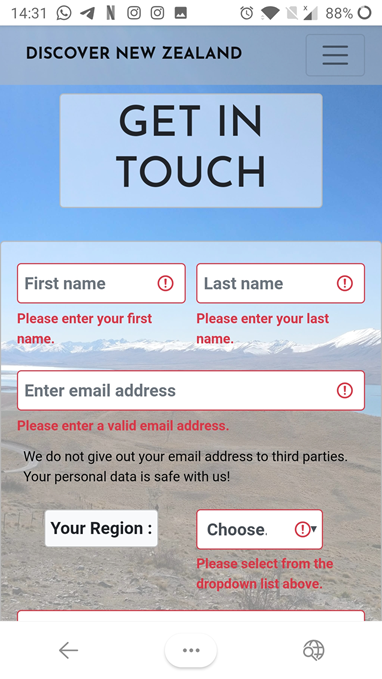 14:31 88%
DISCOVER NEW ZEALAND
GET IN
TOUCH
First name Last name
Please enter your first Please enter your last
name. name.
Enter email address
Please enter a valid email address.
We do not give out your email address to third parties.
Your personal data is safe with us!
Your Region : Choose.
Please select from the
dropdown list above.